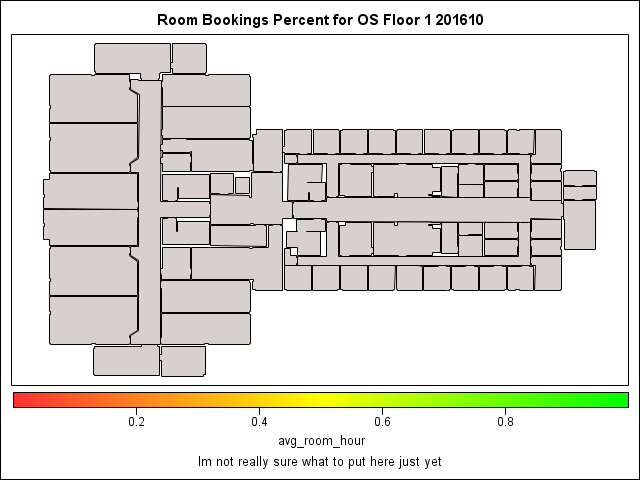 Room Bookings Percent for OS Floor 1 201610
0.2 0.4 0.6 0.8
avg_room_hour
Im not really sure what to put here just yet